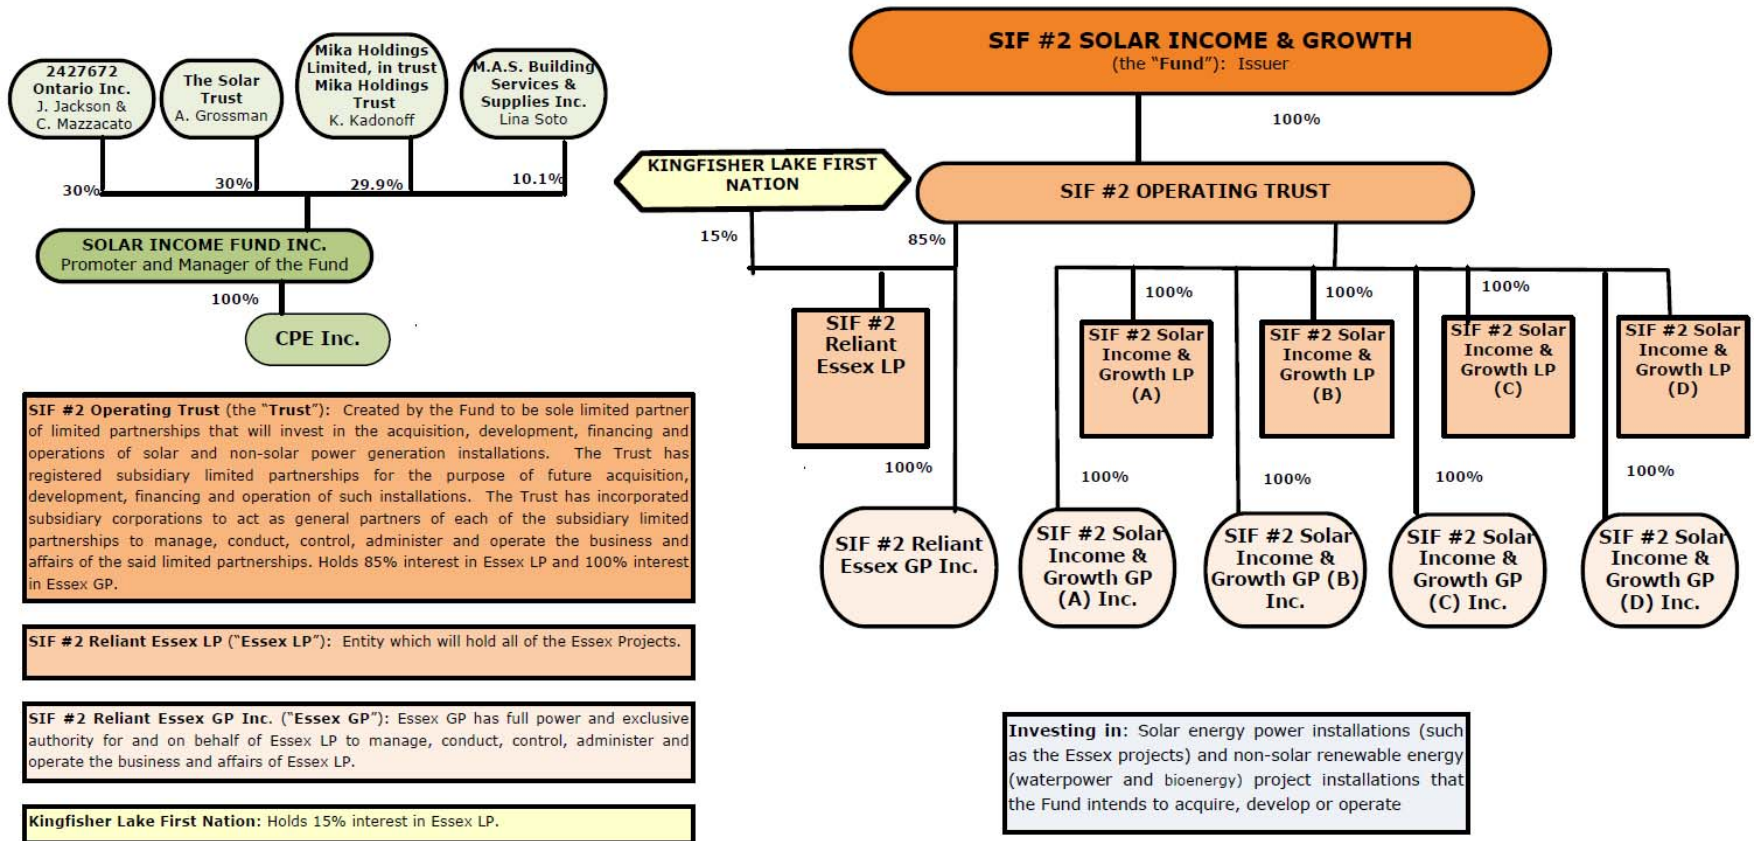 SIF #2 SOLAR INCOME & GROWTH
(the “Fund”): Issuer
100%
2427672
Ontario Inc.
J. Jackson &
C. Mazzacato
The Solar
Trust
A. Grossman
Mika Holdings
Limited, in trust
Mika Holdings
Trust
K. Kadonoff
M.A.S. Building
Services &
Supplies Inc.
Lina Soto
30%
30%
29.9%
10.1%
SOLAR INCOME FUND INC.
Promoter and Manager of the Fund
100%
CPE Inc.
KINGFISHER LAKE FIRST
NATION
SIF #2 OPERATING TRUST
15%
85%
SIF #2
Reliant
Essex LP
100%
SIF #2 Solar
Income &
Growth LP
(A)
100%
SIF #2 Solar
Income &
Growth LP
(B)
100%
SIF #2 Solar
Income &
Growth LP
(C)
SIF #2 Solar
Income &
Growth LP
(D)
100%
100%
100%
100%
100%
SIF #2 Reliant
Essex GP Inc.
SIF #2 Solar
Income &
Growth GP
(A) Inc.
SIF #2 Solar
Income &
Growth GP (B)
Inc.
SIF #2 Solar
Income &
Growth GP
(C) Inc.
SIF #2 Solar
Income &
Growth GP
(D) Inc.
SIF #2 Operating Trust (the “Trust”): Created by the Fund to be sole limited partner
of limited partnerships that will invest in the acquisition, development, financing and
operations of solar and non-solar power generation installations. The Trust has
registered subsidiary limited partnerships for the purpose of future acquisition,
development, financing and operation of such installations. The Trust has incorporated
subsidiary corporations to act as general partners of each of the subsidiary limited
partnerships to manage, conduct, control, administer and operate the business and
affairs of the said limited partnerships. Holds 85% interest in Essex LP and 100% interest
in Essex GP.
SIF #2 Reliant Essex LP (“Essex LP”): Entity which will hold all of the Essex Projects.
SIF #2 Reliant Essex GP Inc. (“Essex GP”): Essex GP has full power and exclusive
authority for and on behalf of Essex LP to manage, conduct, control, administer and
operate the business and affairs of Essex LP.
Kingfisher Lake First Nation: Holds 15% interest in Essex LP.
Investing in: Solar energy power installations (such
as the Essex projects) and non-solar renewable energy
(waterpower and bioenergy) project installations that
the Fund intends to acquire, develop or operate